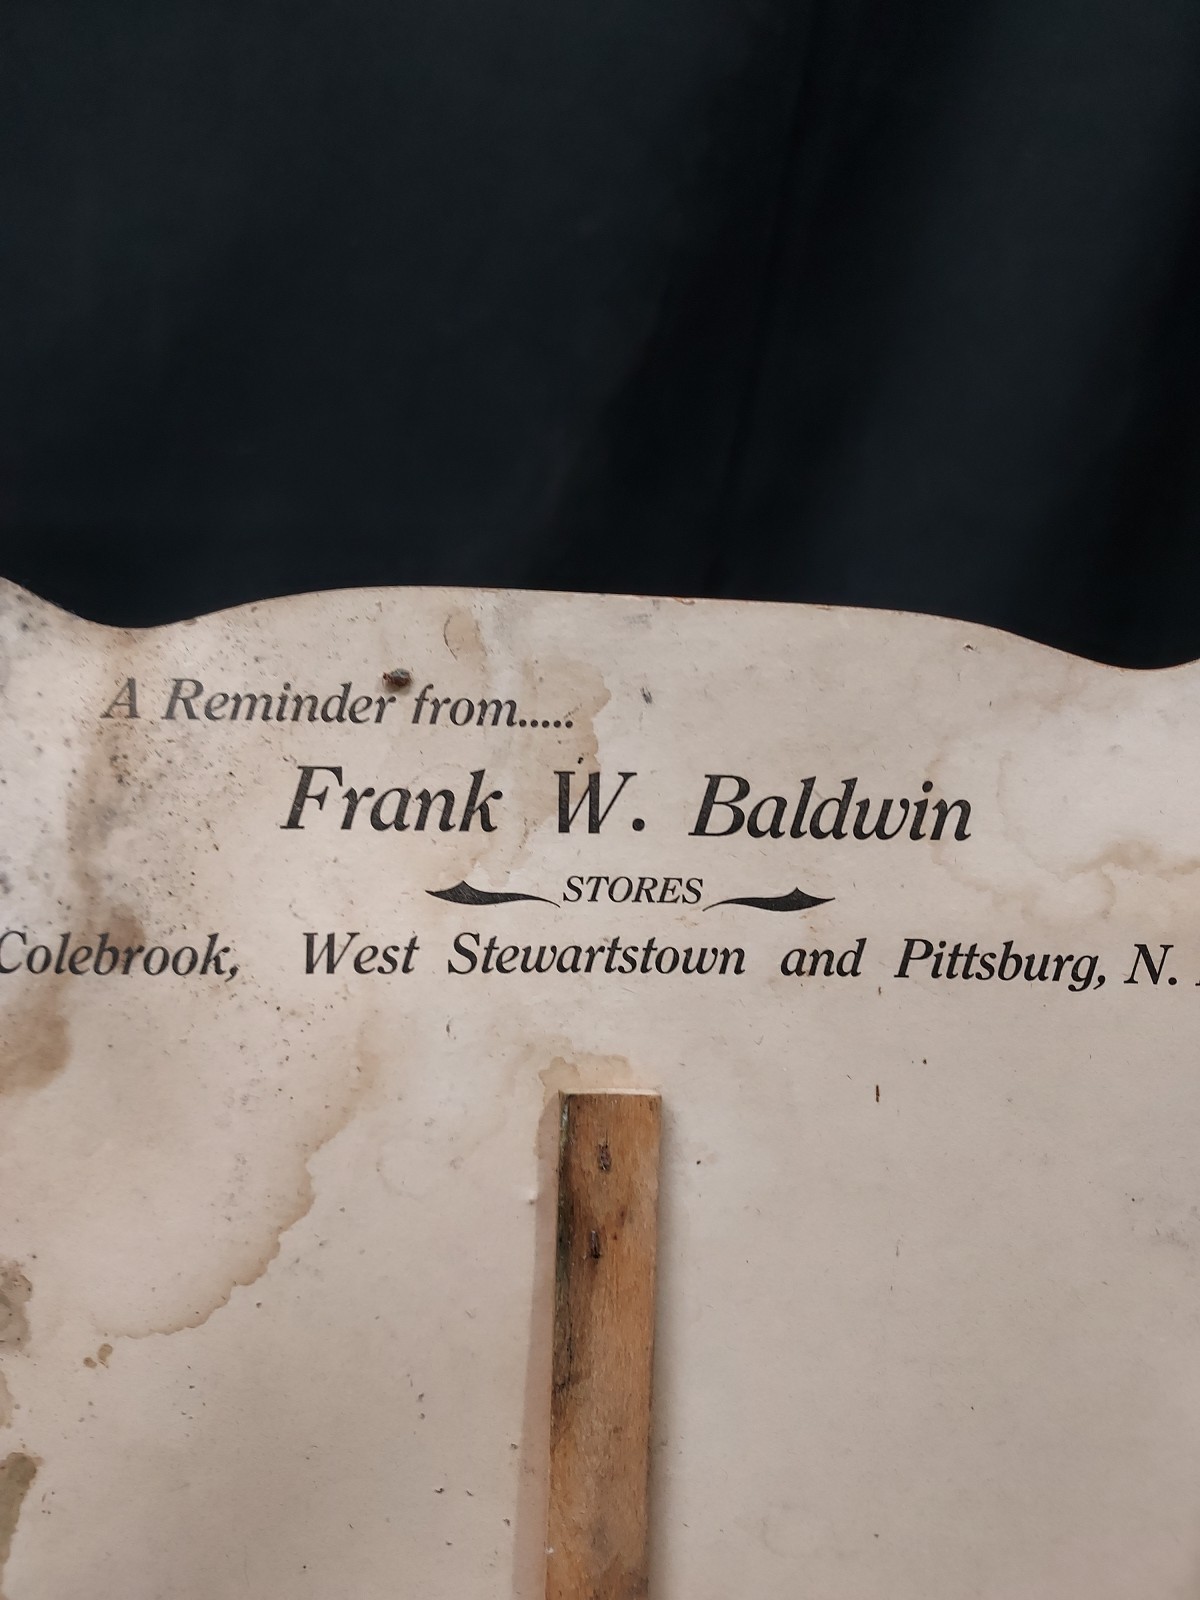 A Reminder from.....
Frank W. Baldwin
STORES
Colebrook, West Stewartstown and Pittsburg, N.